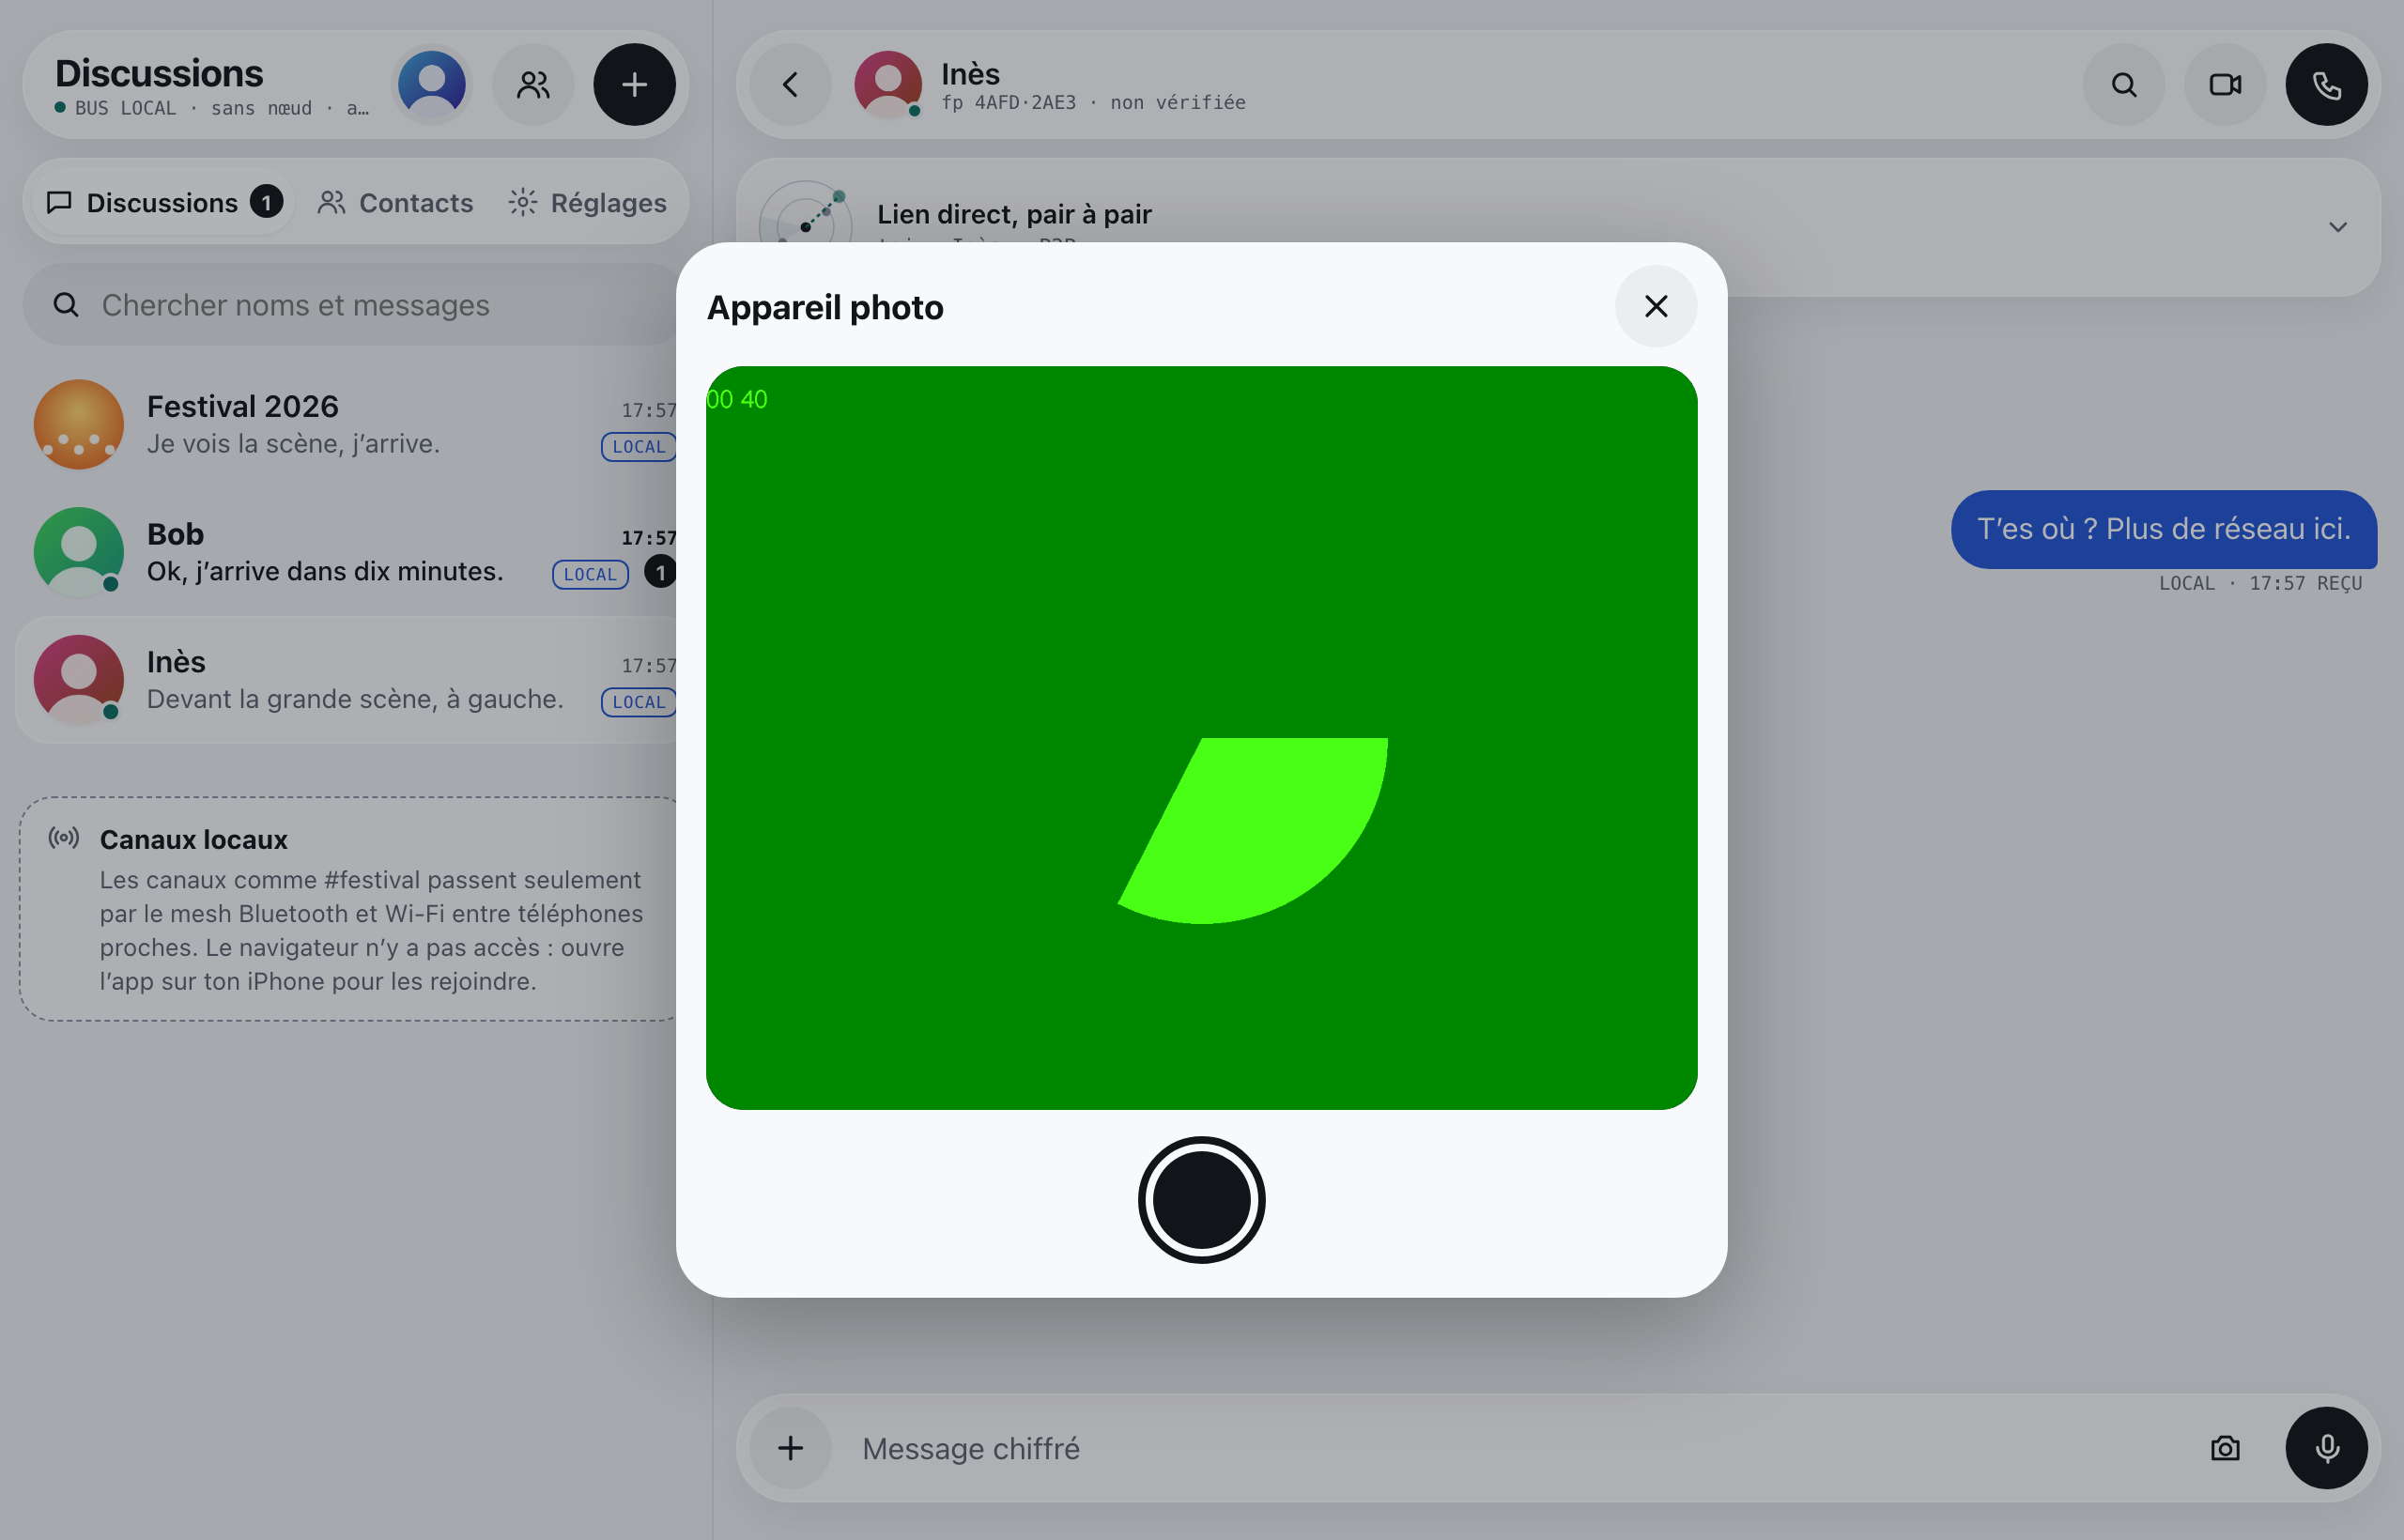 Discussions
BUS LOCAL · sans nœud · a…
Discussions 1
Contacts
Réglages
Chercher noms et messages
Festival 2026
17:57
Je vois la scène, j’arrive.
LOCAL
Bob
17:57
Ok, j’arrive dans dix minutes.
LOCAL
1
Inès
17:57
Devant la grande scène, à gauche.
LOCAL
Canaux locaux
Les canaux comme #festival passent seulement
par le mesh Bluetooth et Wi-Fi entre téléphones
proches. Le navigateur n’y a pas accès : ouvre
l’app sur ton iPhone pour les rejoindre.
Inès
fp 4AFD·2AE3 · non vérifiée
Lien direct, pair à pair
Appareil photo
00 40
T’es où ? Plus de réseau ici.
LOCAL · 17:57 REÇU
Message chiffré